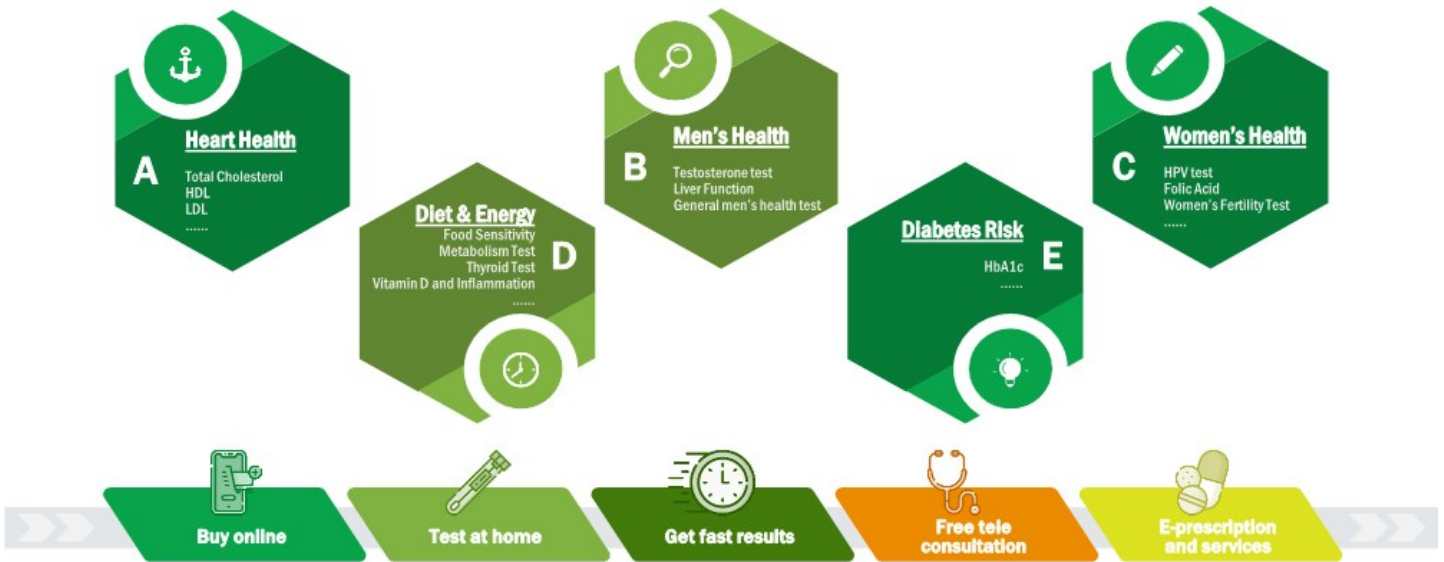 A
Heart Health
Total Cholesterol
HDL
LDL
......
B
Men's Health
Testosterone test
Liver Function
General men's health test
C
Women's Health
HPV test
Folic Acid
Women's Fertility Test
......
D
Diet & Energy
Food Sensitivity
Metabolism Test
Thyroid Test
Vitamin D and Inflammation
......
E
Diabetes Risk
HbA1c
......
Buy online
Test at home
Get fast results
Free tele
consultation
E-prescription
and services